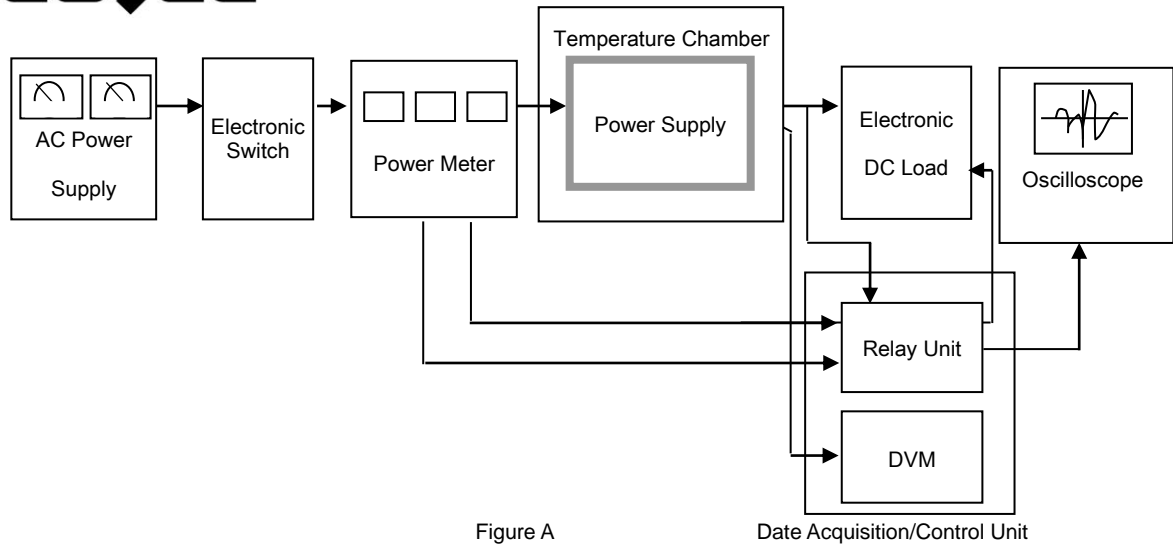 Temperature Chamber
AC Power
Supply
Electronic
Switch
Power Meter
Power Supply
Electronic
DC Load
Oscilloscope
Relay Unit
DVM
Figure A
Date Acquisition/Control Unit